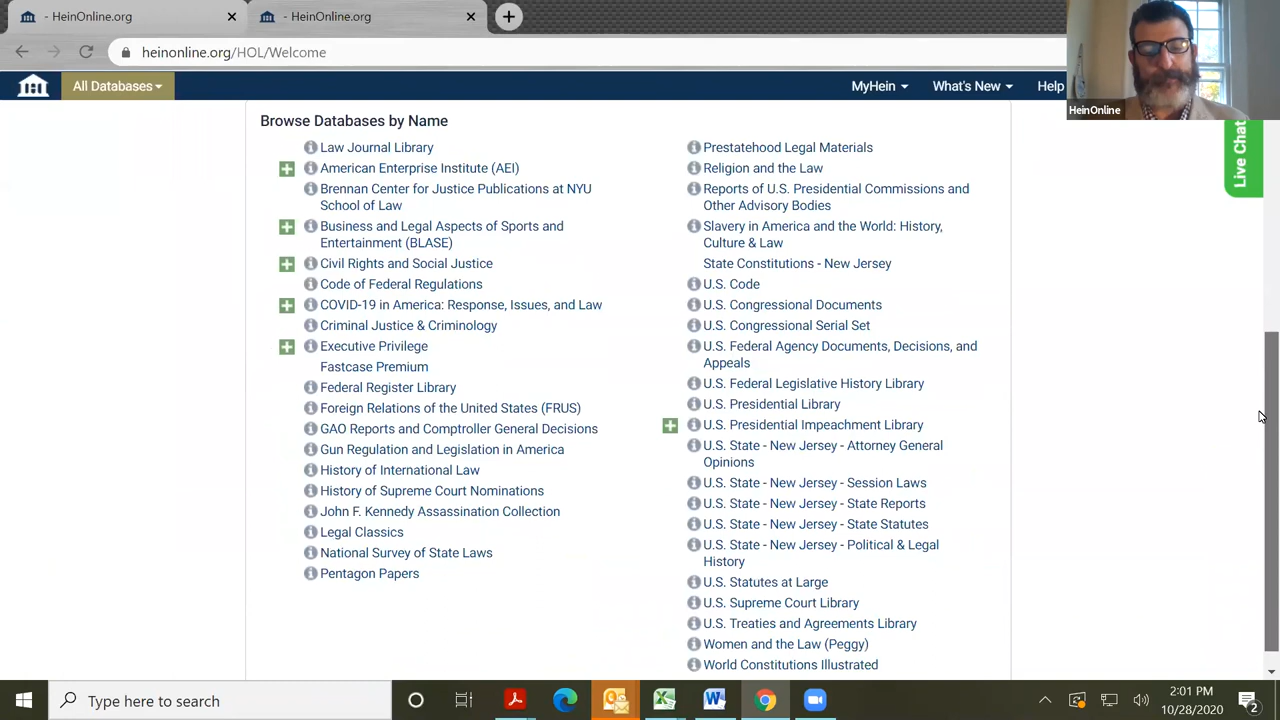 - HeinOnline.org
- HeinOnline.org
heinonline.org/HOL/Welcome
HeinOnline
All Databases
MyHein
What's New
Help
Live Chat
Browse Databases by Name
Law Journal Library
American Enterprise Institute (AEI)
Brennan Center for Justice Publications at NYU
School of Law
Business and Legal Aspects of Sports and
Entertainment (BLASE)
Civil Rights and Social Justice
Code of Federal Regulations
COVID-19 in America: Response, Issues, and Law
Criminal Justice & Criminology
Executive Privilege
Fastcase Premium
Federal Register Library
Foreign Relations of the United States (FRUS)
GAO Reports and Comptroller General Decisions
Gun Regulation and Legislation in America
History of International Law
History of Supreme Court Nominations
John F. Kennedy Assassination Collection
Legal Classics
National Survey of State Laws
Pentagon Papers
Prestatehood Legal Materials
Religion and the Law
Reports of U.S. Presidential Commissions and
Other Advisory Bodies
Slavery in America and the World: History,
Culture & Law
State Constitutions - New Jersey
U.S. Code
U.S. Congressional Documents
U.S. Congressional Serial Set
U.S. Federal Agency Documents, Decisions, and
Appeals
U.S. Federal Legislative History Library
U.S. Presidential Library
U.S. Presidential Impeachment Library
U.S. State - New Jersey - Attorney General
Opinions
U.S. State - New Jersey - Session Laws
U.S. State - New Jersey - State Reports
U.S. State - New Jersey - State Statutes
U.S. State - New Jersey - Political & Legal
History
U.S. Statutes at Large
U.S. Supreme Court Library
U.S. Treaties and Agreements Library
Women and the Law (Peggy)
World Constitutions Illustrated
Type here to search
2:01 PM
10/28/2020
2